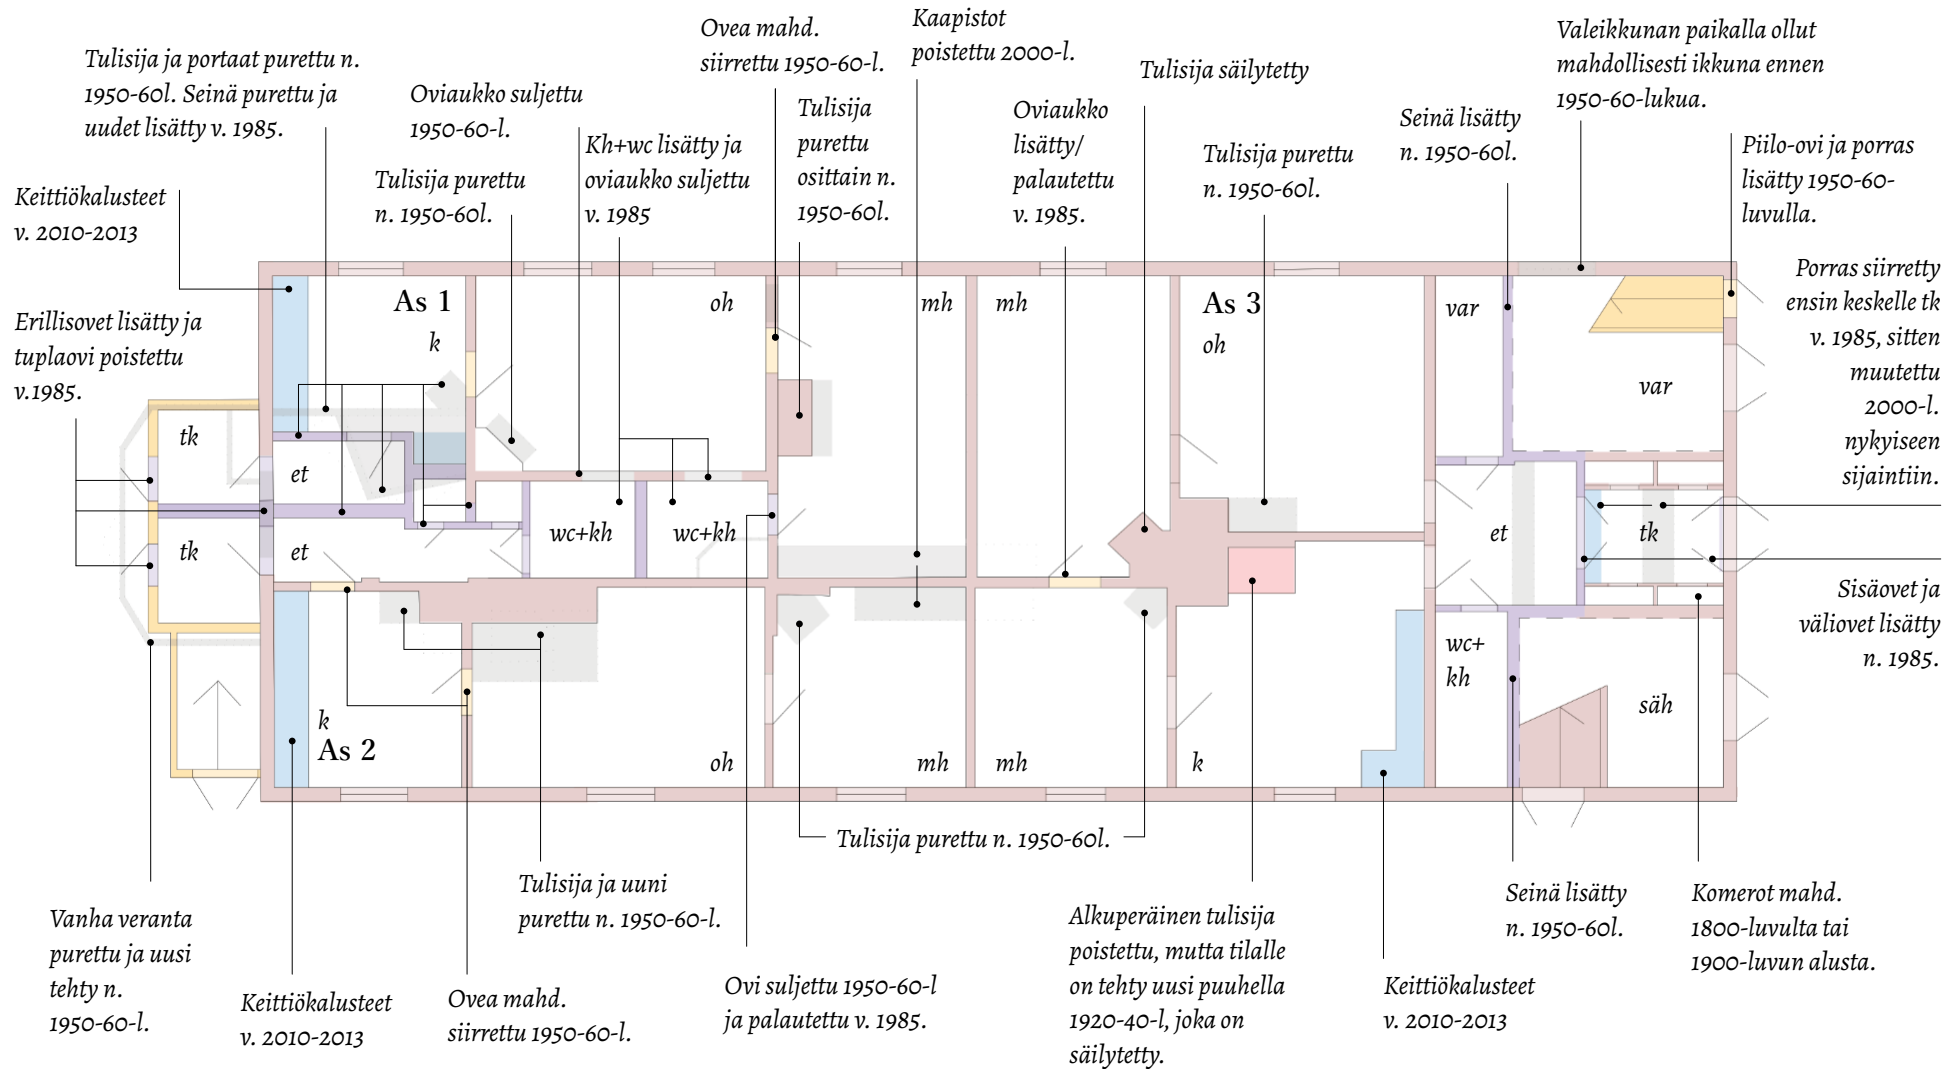 Tulisija ja portaat purettu n.
1950-60l. Seinä purettu ja
uudet lisätty v. 1985.
Oviaukko suljettu
1950-60-l.
Ovea mahd.
siirrettu 1950-60-l.
Kaapistot
poistettu 2000-l.
Tulisija säilytetty
Valeikkunan paikalla ollut
mahdollisesti ikkuna ennen
1950-60-lukua.
Keittiökalusteet
v. 2010-2013
Tulisija purettu
n. 1950-60l.
Kh+wc lisätty ja
oviaukko suljettu
v. 1985
Tulisija
purettu
osittain n.
1950-60l.
Oviaukko
lisätty/
palautettu
v. 1985.
Tulisija purettu
n. 1950-60l.
Seinä lisätty
n. 1950-60l.
Piilo-ovi ja porras
lisätty 1950-60-
luvulla.
Erillisovet lisätty ja
tuplaovi poistettu
v.1985.
Porras siirretty
ensin keskelle tk
v. 1985, sitten
muutettu
2000-l.
nykyiseen
sijaintiin.
As 1
k
oh
mh
mh
As 3
oh
var
var
tk
et
tk
et
wc+kh
wc+kh
et
tk
k
As 2
oh
mh
mh
k
wc+
kh
säh
Sisäovet ja
väliovet lisätty
n. 1985.
Tulisija purettu n. 1950-60l.
Vanha veranta
purettu ja uusi
tehty n.
1950-60-l.
Keittiökalusteet
v. 2010-2013
Ovea mahd.
siirrettu 1950-60-l.
Tulisija ja uuni
purettu n. 1950-60-l.
Ovi suljettu 1950-60-l
ja palautettu v. 1985.
Alkuperäinen tulisija
poistettu, mutta tilalle
on tehty uusi puuhella
1920-40-l, joka on
säilytetty.
Keittiökalusteet
v. 2010-2013
Seinä lisätty
n. 1950-60l.
Komerot mahd.
1800-luvulta tai
1900-luvun alusta.